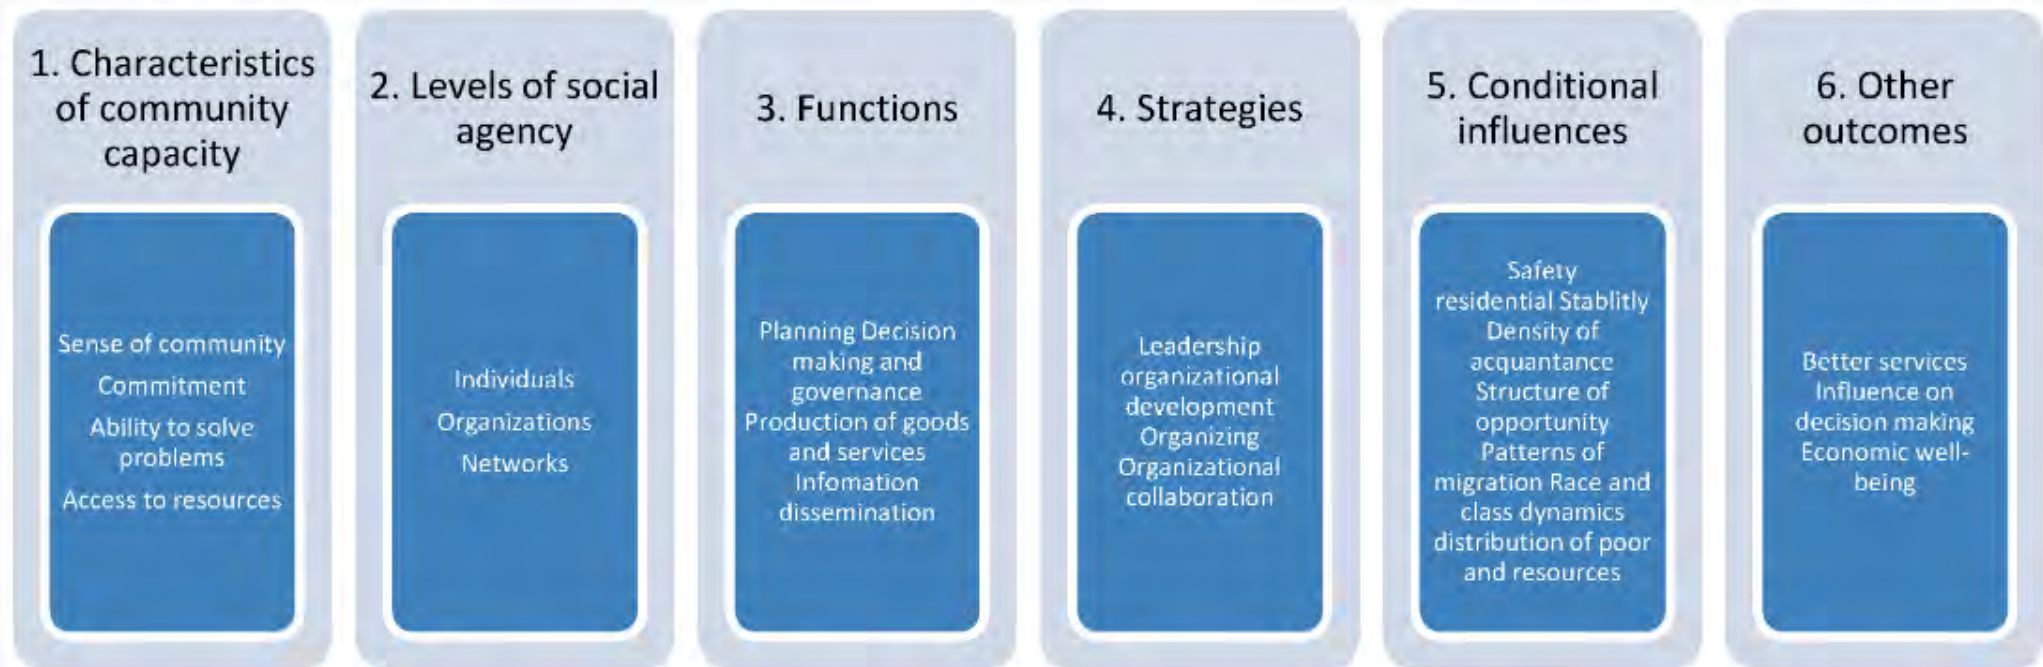 1. Characteristics
of community
capacity
Sense of community
Commitment
Ability to solve
problems
Access to resources
2. Levels of social
agency
Individuals
Organizations
Networks
3. Functions
Planning Decision
making and
governance
Production of goods
and services
Infomation
dissemination
4. Strategies
Leadership
organizational
development
Organizing
Organizational
collaboration
5. Conditional
influences
Safety
residential Stablitly
Density of
acquantance
Structure of
opportunity
Patterns of
migration Race and
class dynamics
distribution of poor
and resources
6. Other
outcomes
Better services
Influence on
decision making
Economic well-
being